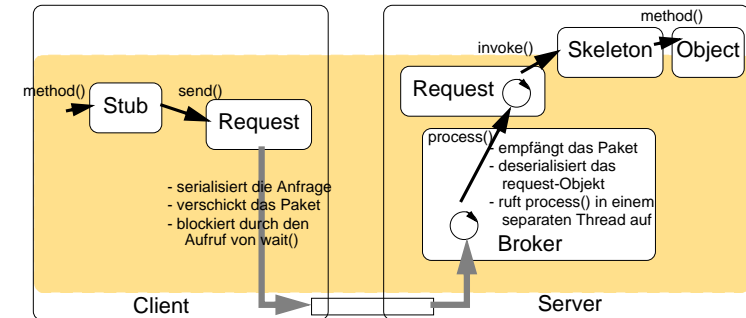 method()
Stub
send()
Request
- serialisiert die Anfrage
- verschickt das Paket
- blockiert durch den
Aufruf von wait()
Client
method()
invoke()
Skeleton
Object
Request
process()
- empfängt das Paket
- deserialisiert das
request-Objekt
- ruft process() in einem
separaten Thread auf
Broker
Server